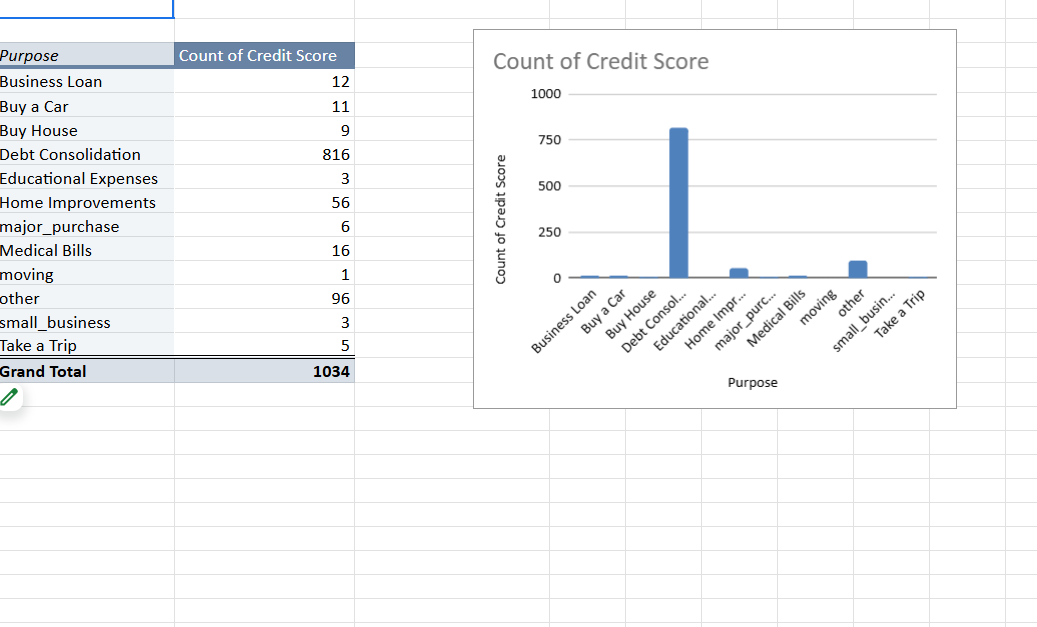 Purpose Count of Credit Score
Business Loan 12
Buy a Car 11
Buy House 9
Debt Consolidation 816
Educational Expenses 3
Home Improvements 56
major_purchase 6
Medical Bills 16
moving 1
other 96
small_business 3
Take a Trip 5
Grand Total 1034
Count of Credit Score
Count of Credit Score
1000
750
500
250
0
Business Loan
Buy a Car
Buy House
Debt Consol...
Educational...
Home Impr...
major_purc...
Medical Bills
moving
other
small_busin...
Take a Trip
Purpose